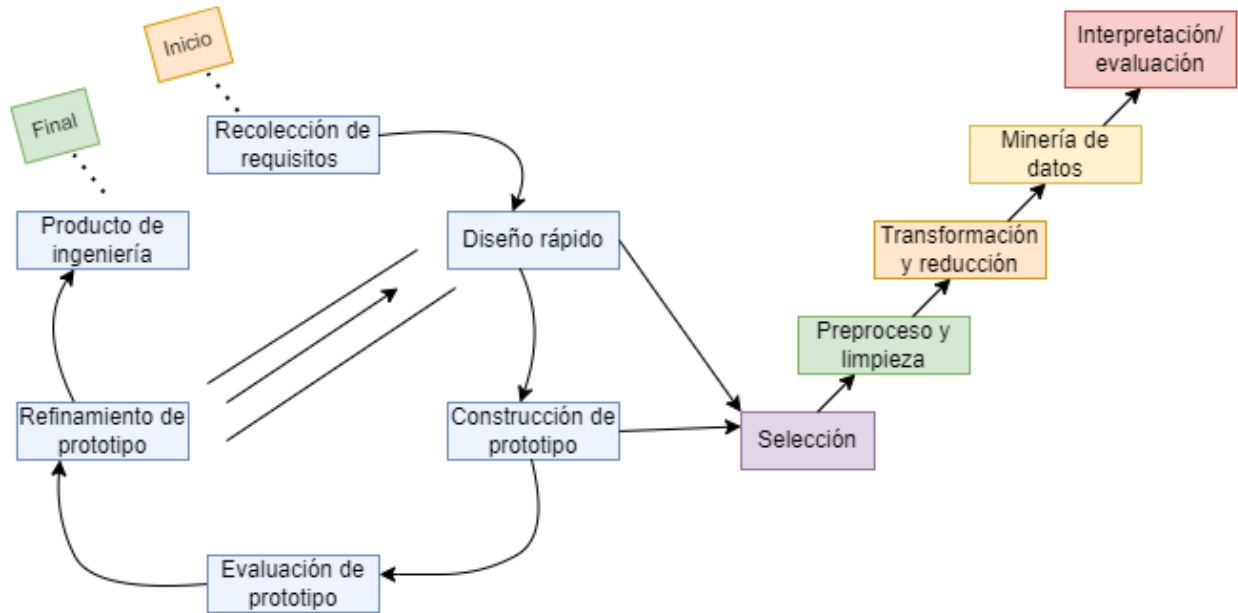 Inicio
Final
Recolección de
requisitos
Producto de
ingeniería
Diseño rápido
Refinamiento de
prototipo
Construcción de
prototipo
Evaluación de
prototipo
Selección
Preproceso y
limpieza
Transformación
y reducción
Minería de
datos
Interpretación/
evaluación